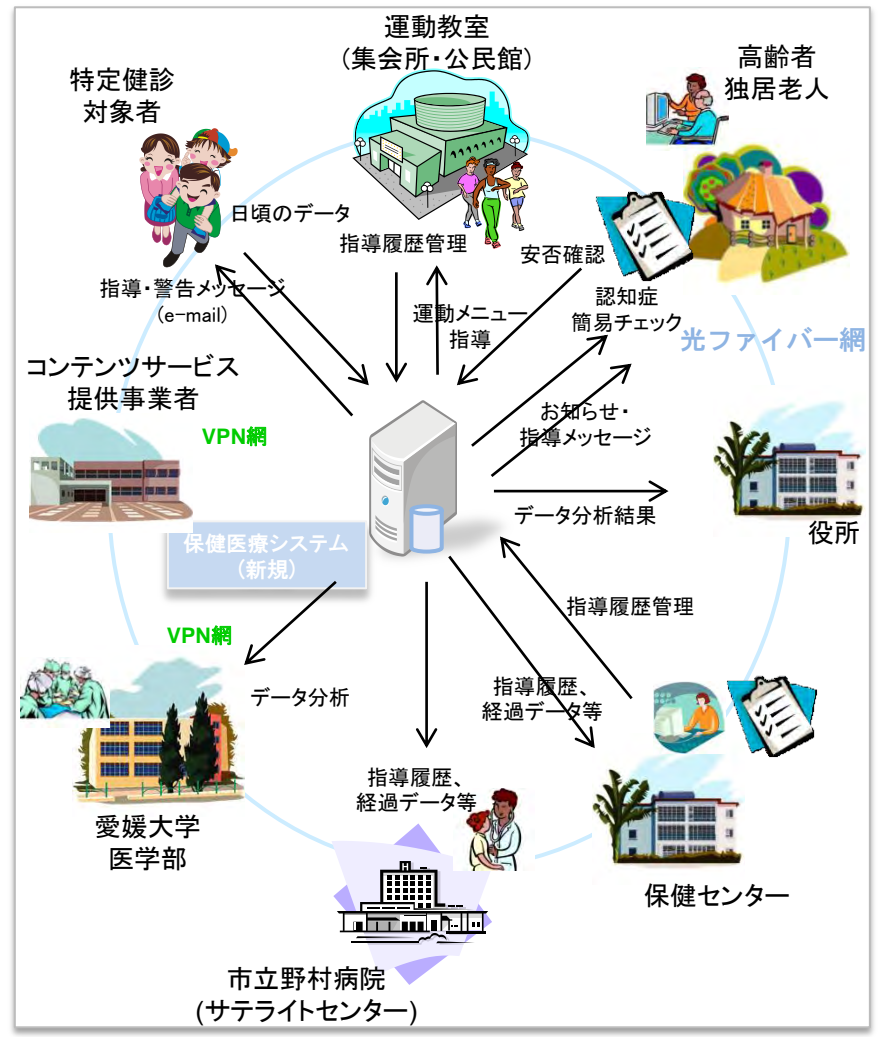 運動教室
(集会所・公民館)
高齢者
独居老人
特定健診
対象者
日頃のデータ
指導履歴管理
安否確認
指導・警告メッセージ
(e-mail)
運動メニュー
指導
認知症
簡易チェック
光ファイバー網
コンテンツサービス
提供事業者
VPN網
お知らせ・
指導メッセージ
データ分析結果
役所
保健医療システム
(新規)
指導履歴管理
VPN網
データ分析
指導履歴、
経過データ等
指導履歴、
経過データ等
愛媛大学
医学部
保健センター
市立野村病院
(サテライトセンター)